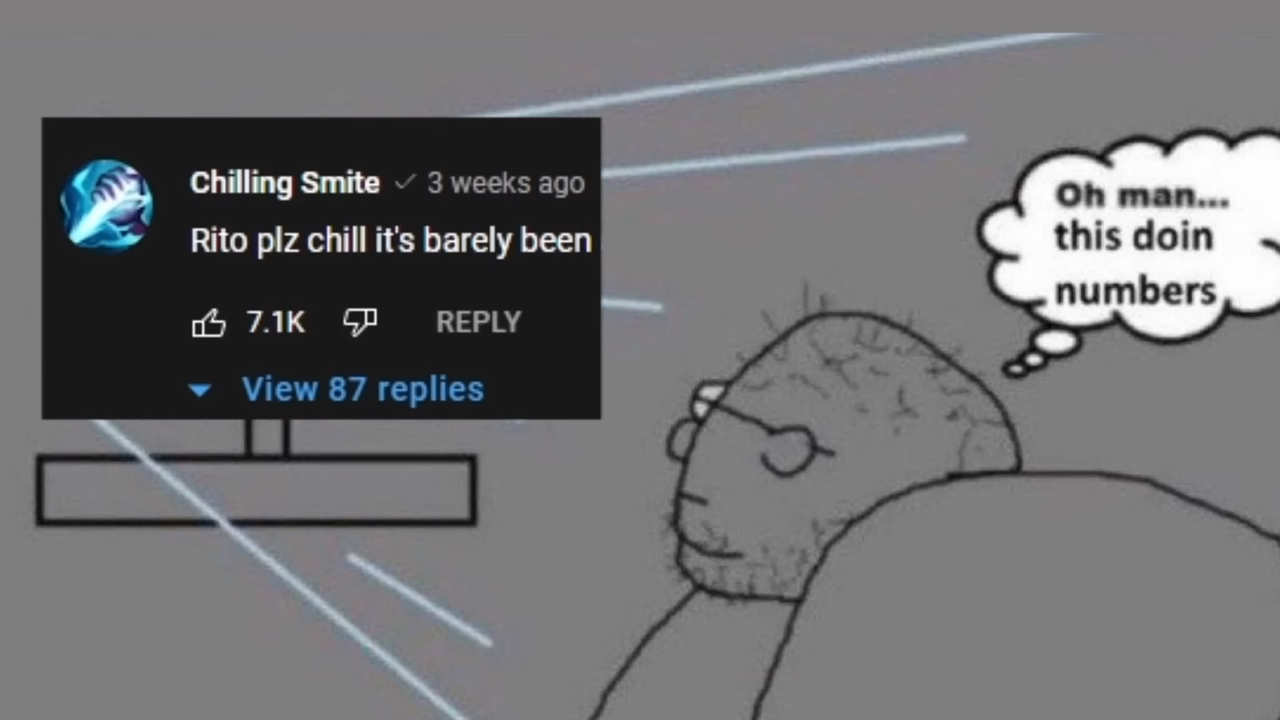 Chilling Smite ✓ 3 weeks ago
Rito plz chill it's barely been
7.1K REPLY
View 87 replies
Oh man...
this doin
numbers